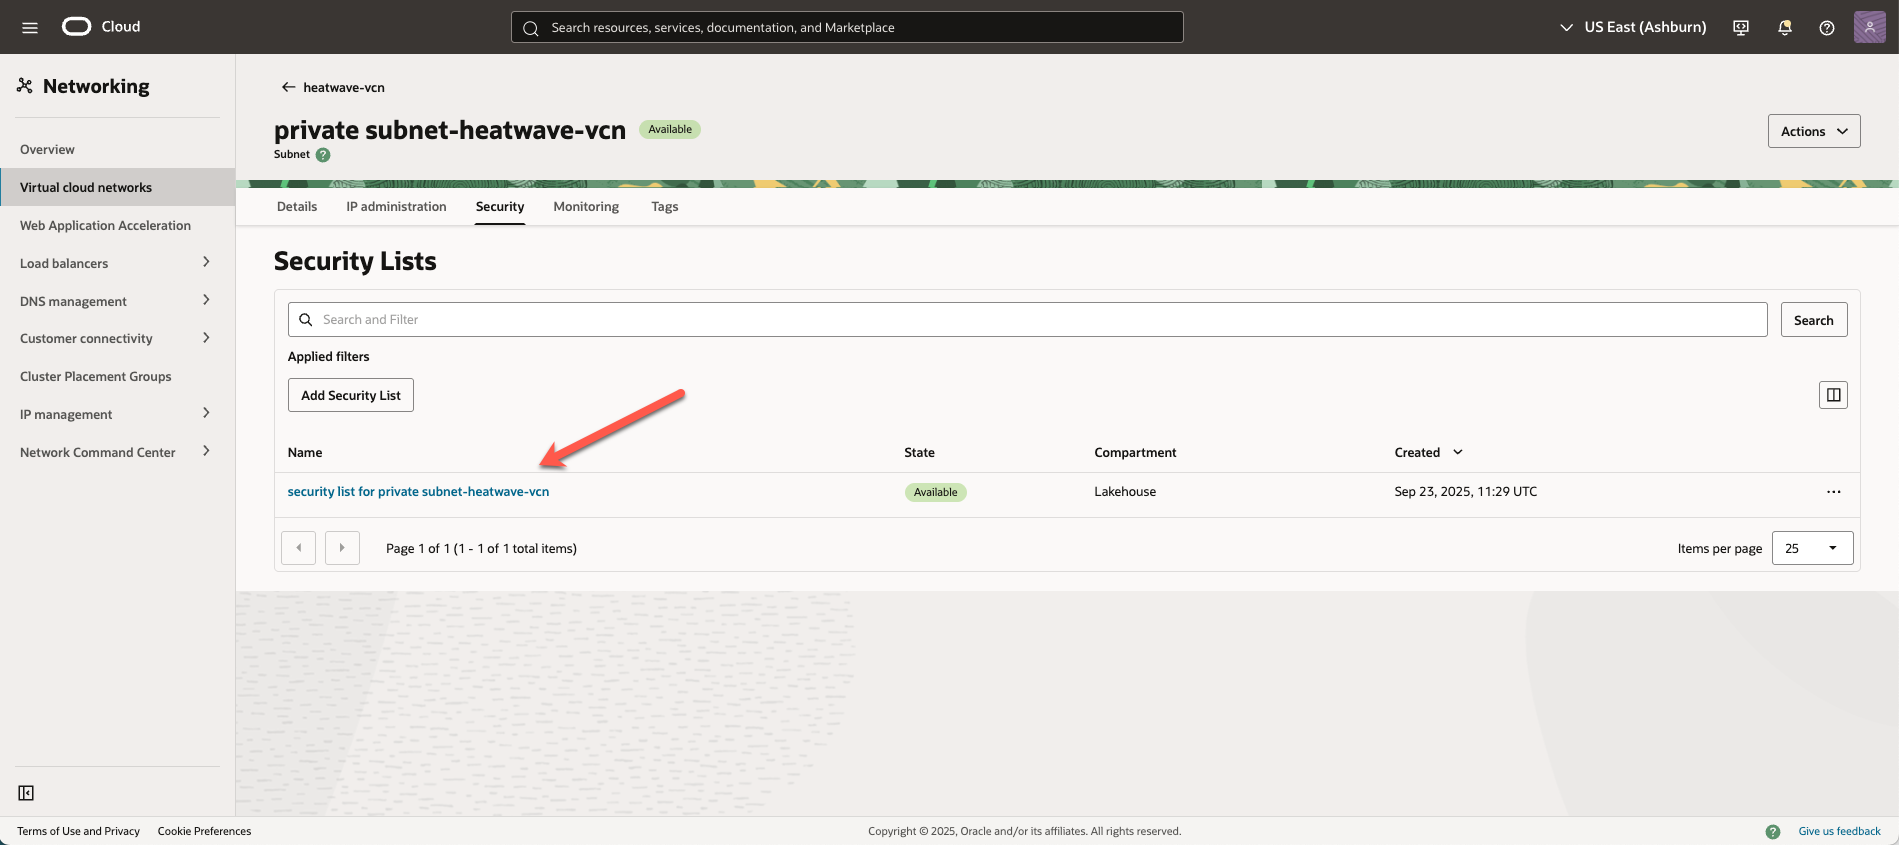 Cloud
Search resources, services, documentation, and Marketplace
US East (Ashburn)
Networking
Overview
Virtual cloud networks
Web Application Acceleration
Load balancers
DNS management
Customer connectivity
Cluster Placement Groups
IP management
Network Command Center
heatwave-vcn
private subnet-heatwave-vcn Available
Subnet ?
Actions
Details IP administration Security Monitoring Tags
Security Lists
Search and Filter
Search
Applied filters
Add Security List
Name State Compartment Created
security list for private subnet-heatwave-vcn Available Lakehouse Sep 23, 2025, 11:29 UTC
Page 1 of 1 (1 - 1 of 1 total items)
Items per page 25
Terms of Use and Privacy Cookie Preferences
Copyright © 2025, Oracle and/or its affiliates. All rights reserved.
? Give us feedback